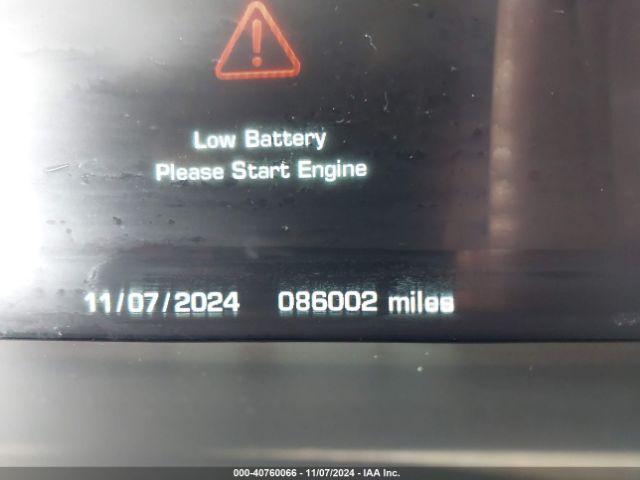 Low Battery
Please Start Engine
11/07/2024 086002 miles
000-40760066 - 11/07/2024 - IAA Inc.